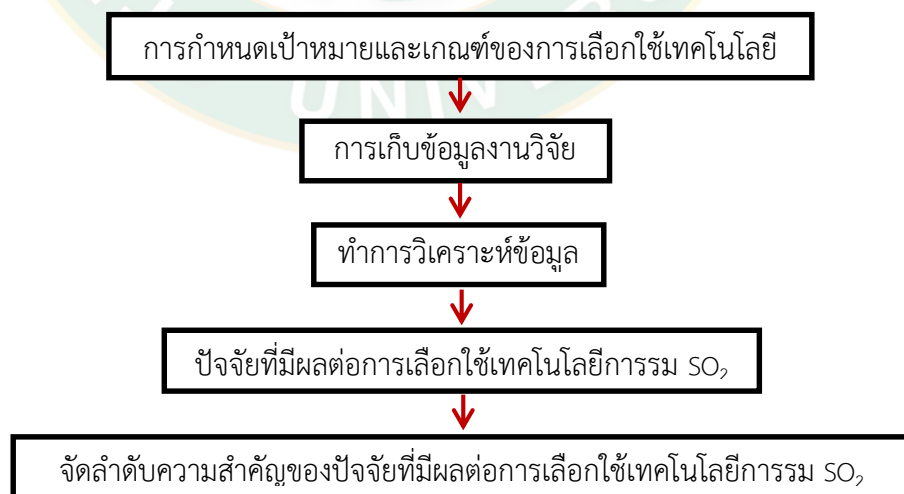 การกำหนดเป้าหมายและเกณฑ์ของการเลือกใช้เทคโนโลยี
UNIV
การเก็บข้อมูลงานวิจัย
ทำการวิเคราะห์ข้อมูล
ปัจจัยที่มีผลต่อการเลือกใช้เทคโนโลยีการรม SO₂
จัดลำดับความสำคัญของปัจจัยที่มีผลต่อการเลือกใช้เทคโนโลยีการรม SO₂